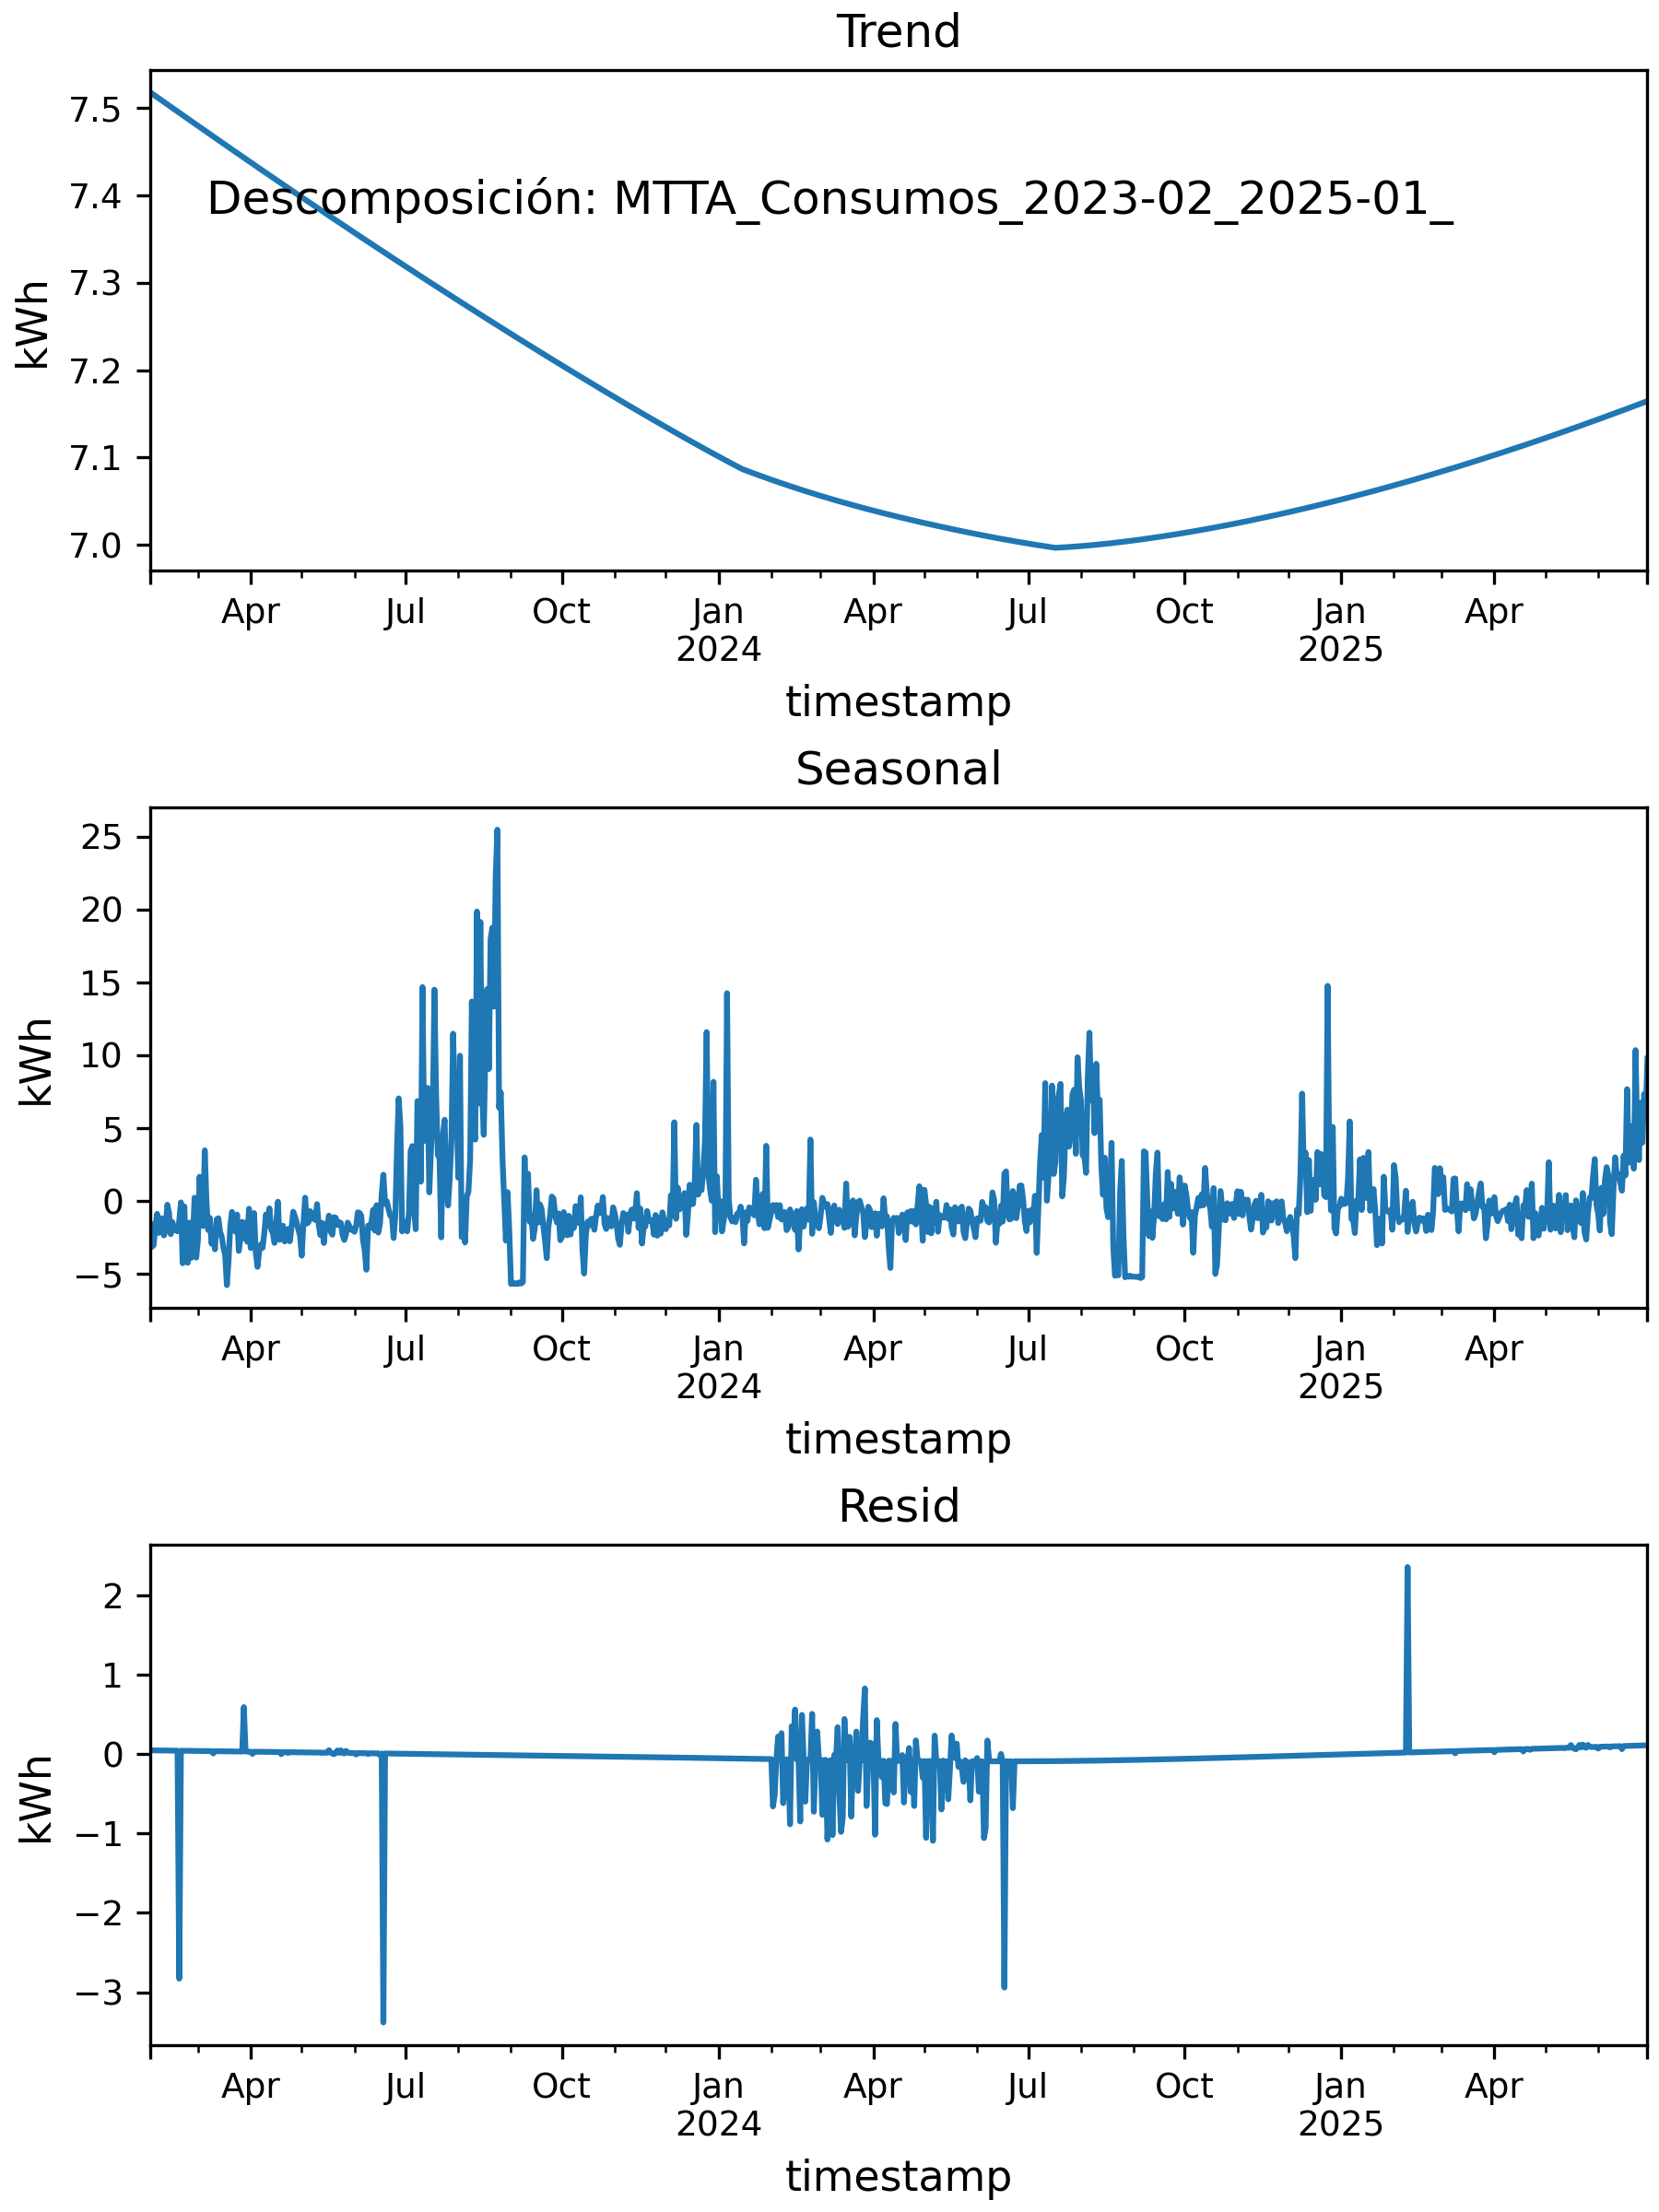 Trend
7.5
7.4
7.3
7.2
7.1
7.0
kWh
Descomposición: MTTA_Consumos_2023-02_2025-01_
Apr Jul Oct Jan Apr Jul Oct Jan Apr
2024 2025
timestamp
Seasonal
25
20
15
10
5
0
−5
kWh
Apr Jul Oct Jan Apr Jul Oct Jan Apr
2024 2025
timestamp
Resid
2
1
0
−1
−2
−3
kWh
Apr Jul Oct Jan Apr Jul Oct Jan Apr
2024 2025
timestamp